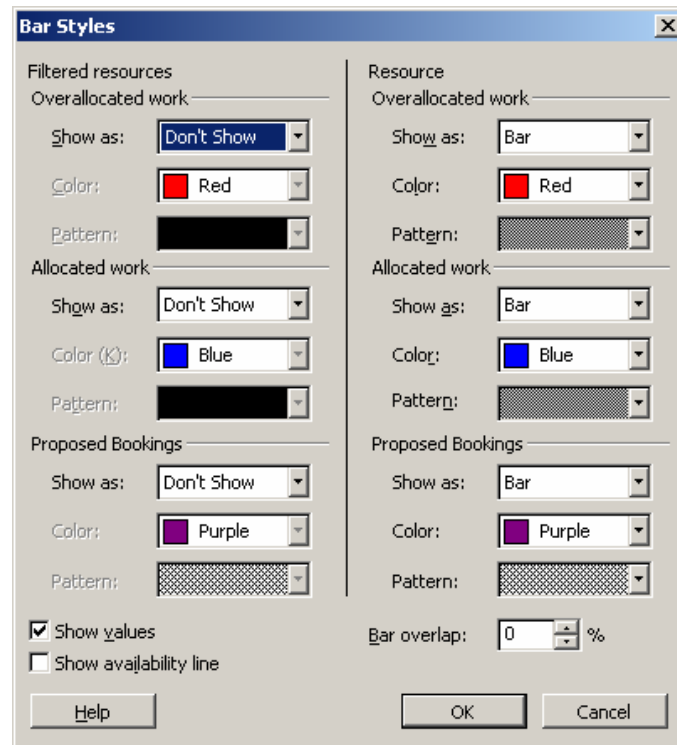 Bar Styles
Filtered resources
Overallocated work
Show as: Don't Show
Color: Red
Pattern:
Allocated work
Show as: Don't Show
Color (K): Blue
Pattern:
Proposed Bookings
Show as: Don't Show
Color: Purple
Pattern:
Resource
Overallocated work
Show as: Bar
Color: Red
Pattern:
Allocated work
Show as: Bar
Color: Blue
Pattern:
Proposed Bookings
Show as: Bar
Color: Purple
Pattern:
Show values
Show availability line
Bar overlap: 0 %
Help
OK
Cancel